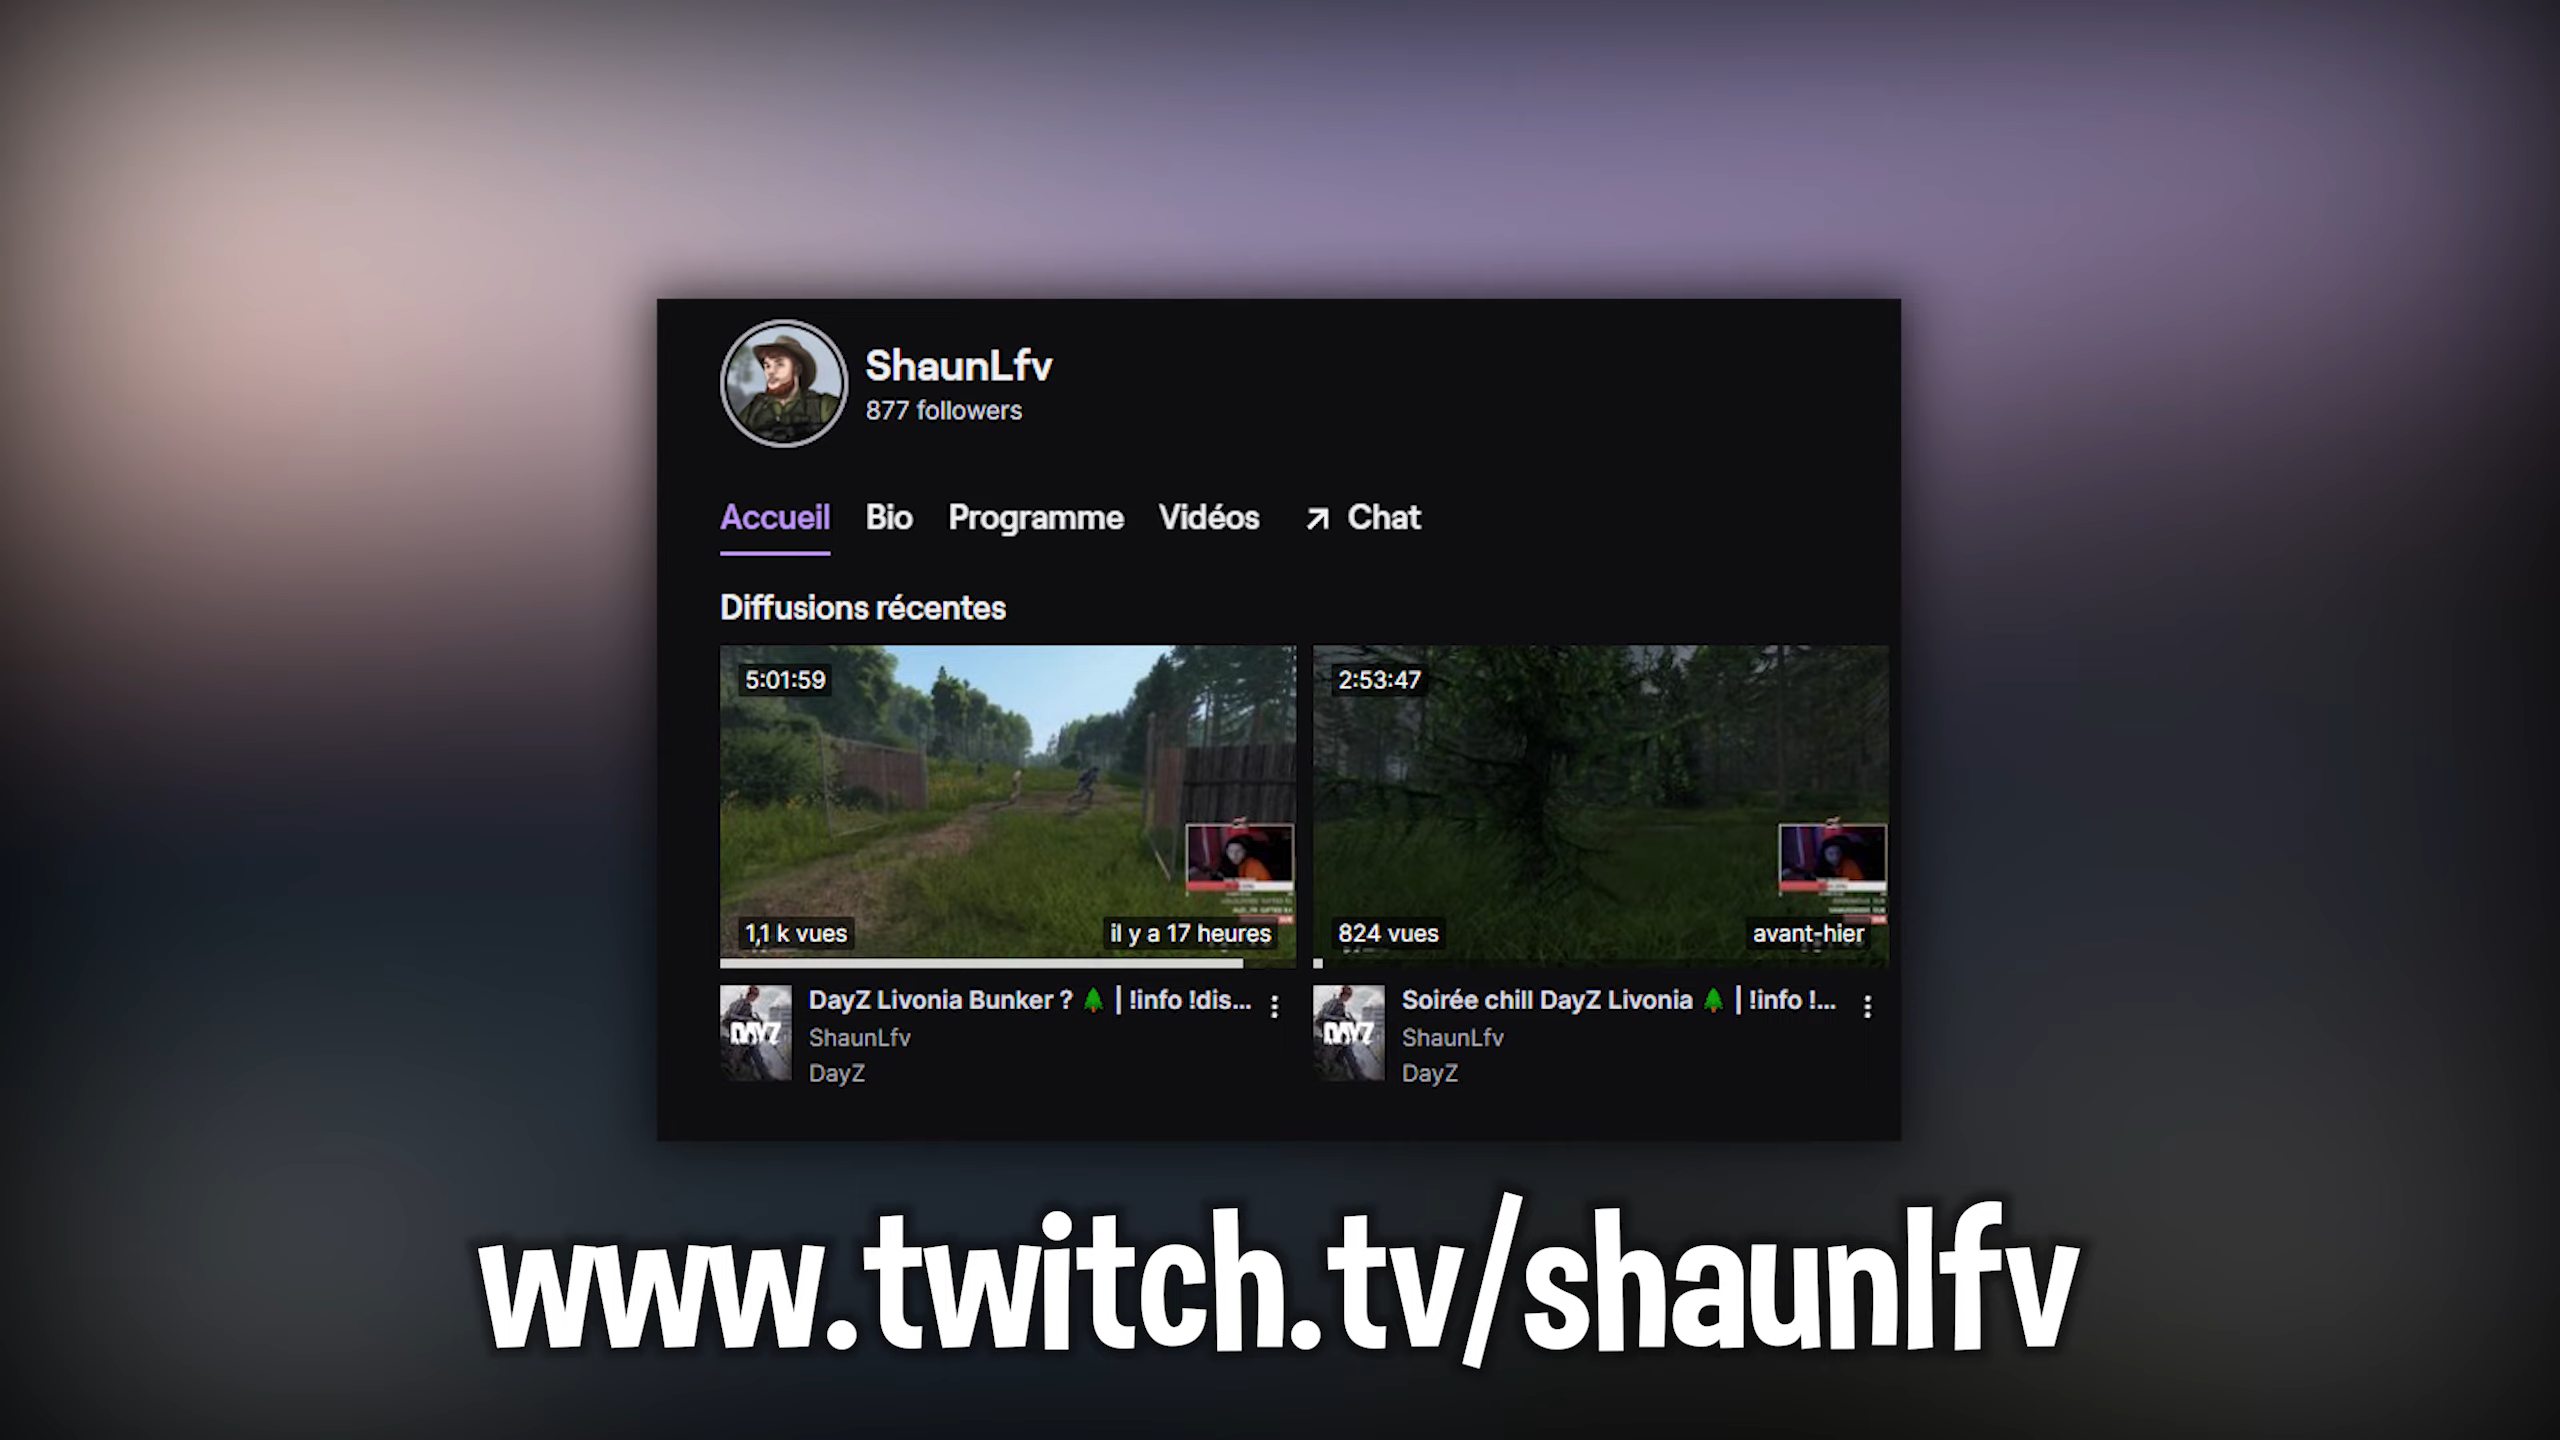 ShaunLfv
877 followers
Accueil Bio Programme Vidéos Chat
Diffusions récentes
5:01:59
1,1 k vues
il y a 17 heures
DAYZ
DayZ Livonia Bunker ? 🌲 | !info !dis...
ShaunLfv
DayZ
2:53:47
824 vues
avant-hier
DAYZ
Soirée chill DayZ Livonia 🌲 | !info !...
ShaunLfv
DayZ
www.twitch.tv/shaunlfv